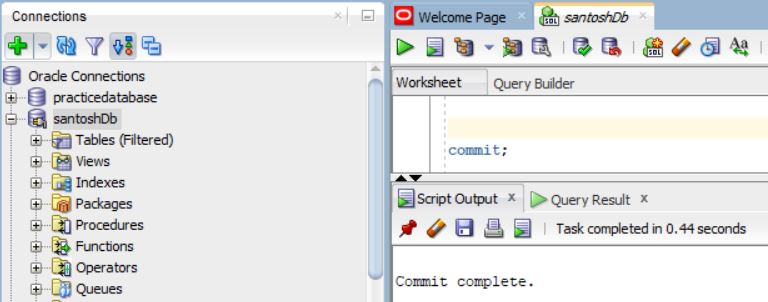 Connections
Oracle Connections
practicedatabase
santoshDb
Tables (Filtered)
Views
Indexes
Packages
Procedures
Functions
Operators
Queues
Welcome Page
santoshDb
Worksheet
Query Builder
commit;
Script Output
Query Result
Task completed in 0.44 seconds
Commit complete.